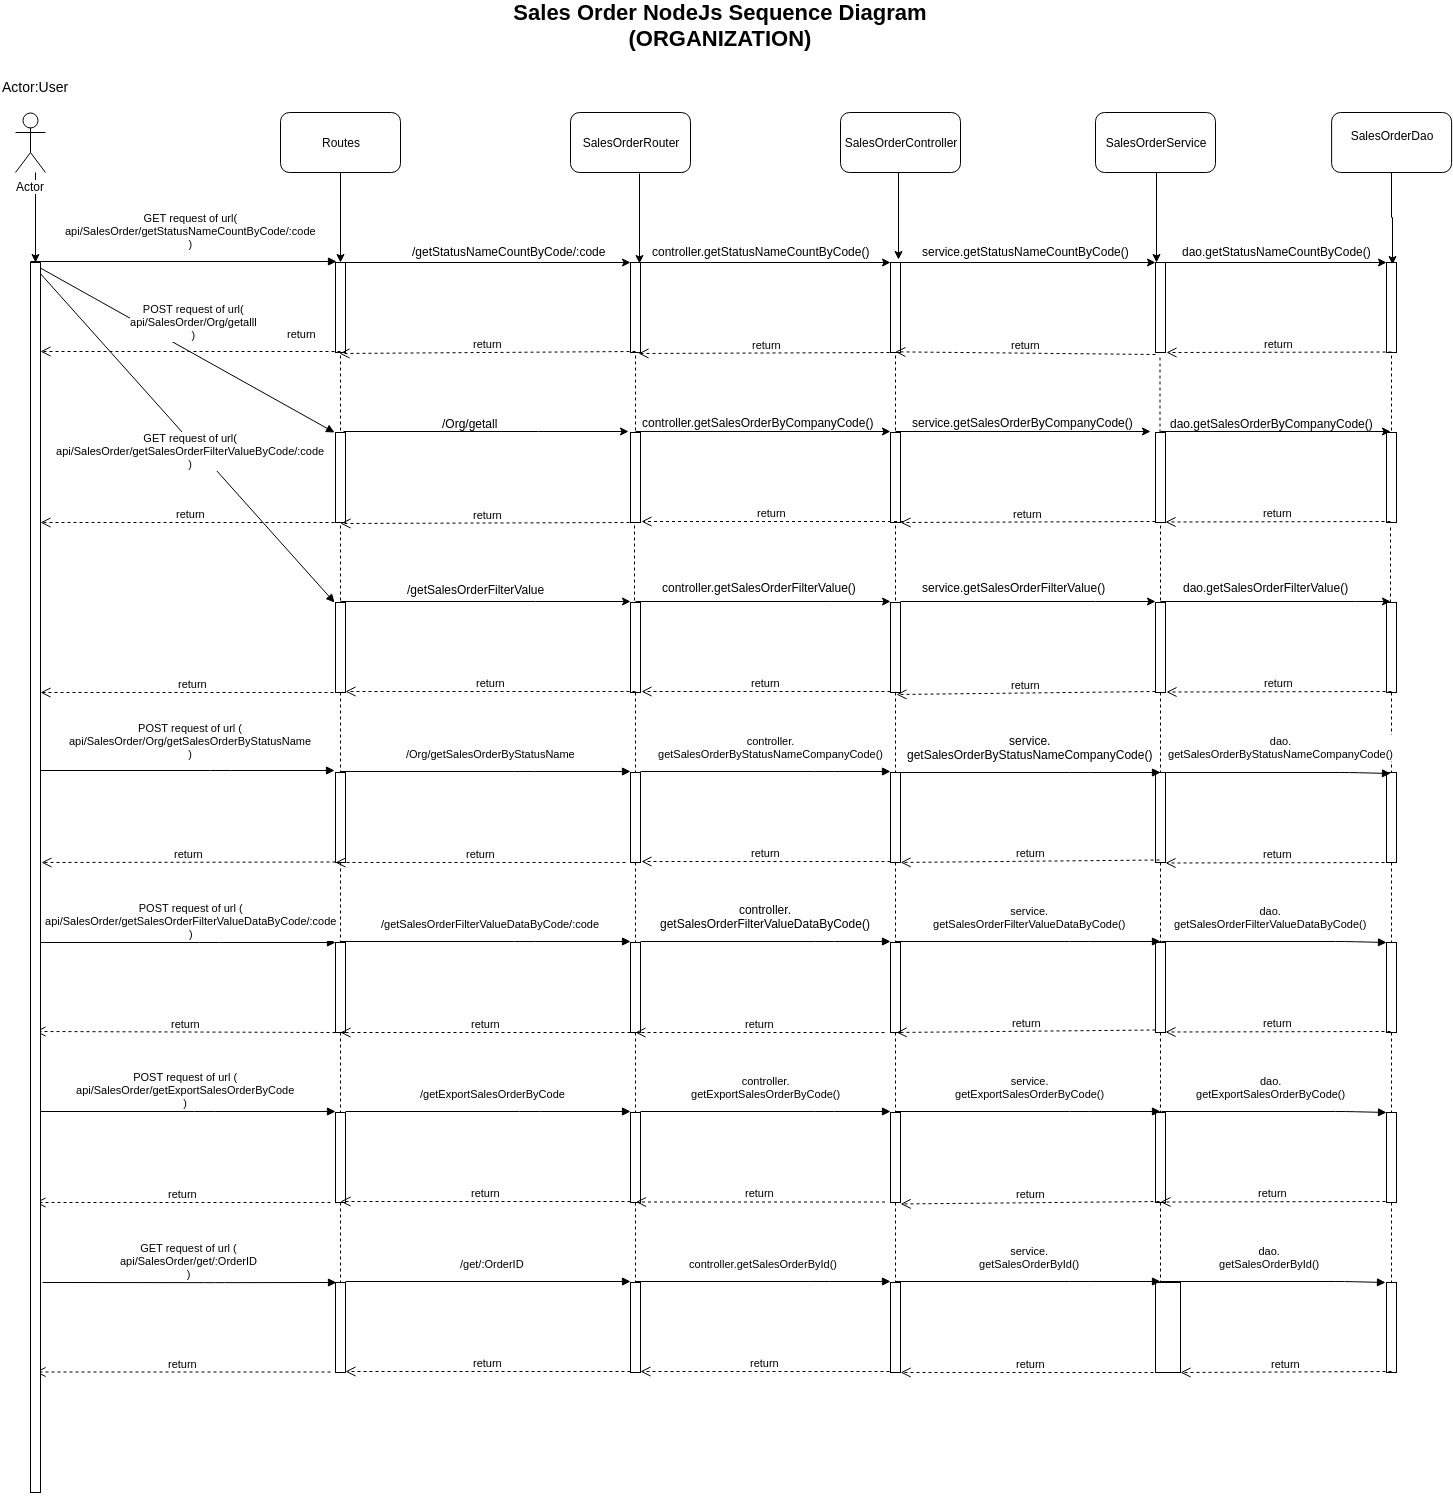 Sales Order NodeJs Sequence Diagram
(ORGANIZATION)
Actor:User
Actor
Routes
SalesOrderRouter
SalesOrderController
SalesOrderService
SalesOrderDao
GET request of url(
api/SalesOrder/getStatusNameCountByCode/:code
)
/getStatusNameCountByCode/:code
controller.getStatusNameCountByCode()
service.getStatusNameCountByCode()
dao.getStatusNameCountByCode()
POST request of url(
api/SalesOrder/Org/getalll
)
return
return
return
return
return
GET request of url(
api/SalesOrder/getSalesOrderFilterValueByCode/:code
)
/Org/getall
controller.getSalesOrderByCompanyCode()
service.getSalesOrderByCompanyCode()
dao.getSalesOrderByCompanyCode()
return
return
return
return
return
/getSalesOrderFilterValue
controller.getSalesOrderFilterValue()
service.getSalesOrderFilterValue()
dao.getSalesOrderFilterValue()
return
return
return
return
return
POST request of url (
api/SalesOrder/Org/getSalesOrderByStatusName
)
/Org/getSalesOrderByStatusName
controller.
getSalesOrderByStatusNameCompanyCode()
service.
getSalesOrderByStatusNameCompanyCode()
dao.
getSalesOrderByStatusNameCompanyCode()
return
return
return
return
return
POST request of url (
api/SalesOrder/getSalesOrderFilterValueDataByCode/:code
)
/getSalesOrderFilterValueDataByCode/:code
controller.
getSalesOrderFilterValueDataByCode()
service.
getSalesOrderFilterValueDataByCode()
dao.
getSalesOrderFilterValueDataByCode()
return
return
return
return
return
POST request of url (
api/SalesOrder/getExportSalesOrderByCode
)
/getExportSalesOrderByCode
controller.
getExportSalesOrderByCode()
service.
getExportSalesOrderByCode()
dao.
getExportSalesOrderByCode()
return
return
return
return
return
GET request of url (
api/SalesOrder/get/:OrderID
)
/get/:OrderID
controller.getSalesOrderById()
service.
getSalesOrderById()
dao.
getSalesOrderById()
return
return
return
return
return